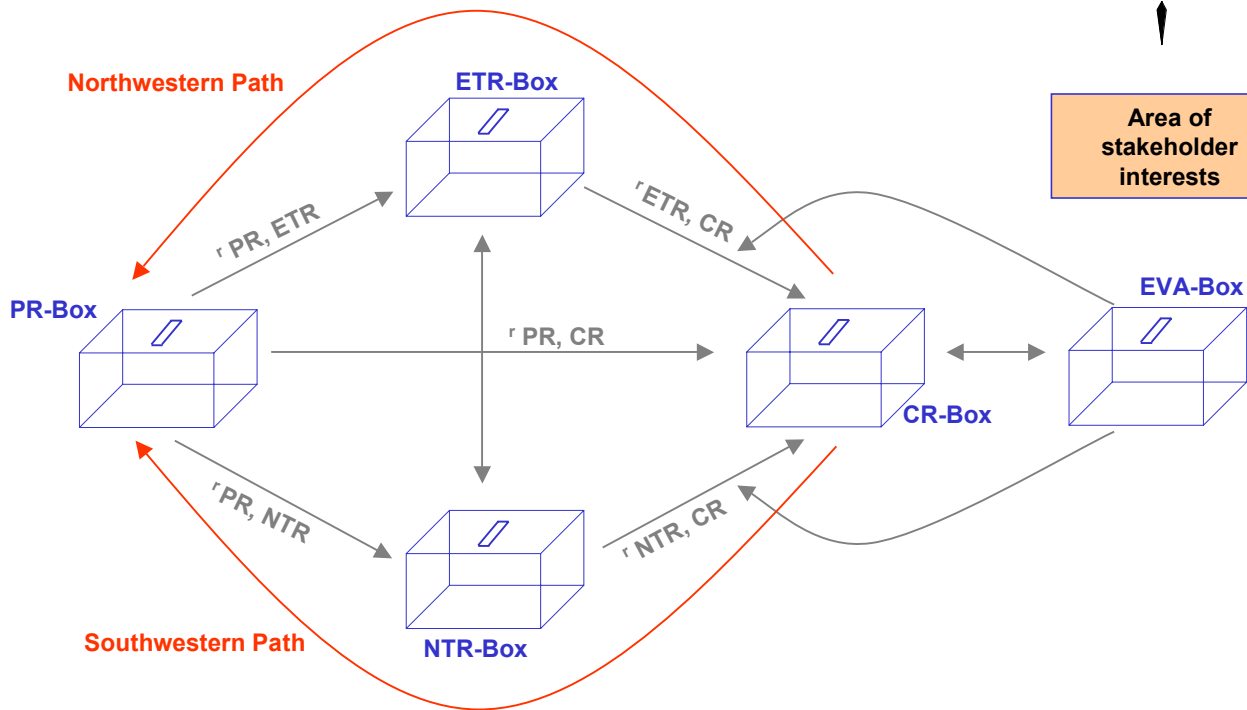 Northwestern Path
ETR-Box
Area of
stakeholder
interests
r ETR, CR
r PR, ETR
PR-Box
EVA-Box
r PR, CR
CR-Box
r PR, NTR
r NTR, CR
Southwestern Path
NTR-Box